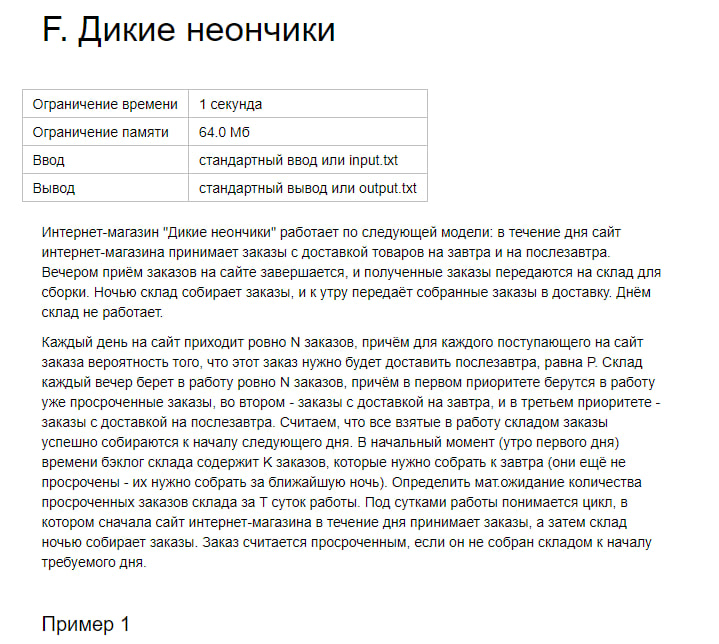 F. Дикие неончики
Ограничение времени 1 секунда
Ограничение памяти 64.0 Мб
Ввод стандартный ввод или input.txt
Вывод стандартный вывод или output.txt
Интернет-магазин "Дикие неончики" работает по следующей модели: в течение дня сайт
интернет-магазина принимает заказы с доставкой товаров на завтра и на послезавтра.
Вечером приём заказов на сайте завершается, и полученные заказы передаются на склад для
сборки. Ночью склад собирает заказы, и к утру передаёт собранные заказы в доставку. Днём
склад не работает.
Каждый день на сайт приходит ровно N заказов, причём для каждого поступающего на сайт
заказа вероятность того, что этот заказ нужно будет доставить послезавтра, равна P. Склад
каждый вечер берет в работу ровно N заказов, причём в первом приоритете берутся в работу
уже просроченные заказы, во втором - заказы с доставкой на завтра, и в третьем приоритете -
заказы с доставкой на послезавтра. Считаем, что все взятые в работу складом заказы
успешно собираются к началу следующего дня. В начальный момент (утро первого дня)
времени бэклог склада содержит K заказов, которые нужно собрать к завтра (они ещё не
просрочены - их нужно собрать за ближайшую ночь). Определить мат.ожидание количества
просроченных заказов склада за T суток работы. Под сутками работы понимается цикл, в
котором сначала сайт интернет-магазина в течение дня принимает заказы, а затем склад
ночью собирает заказы. Заказ считается просроченным, если он не собран складом к началу
требуемого дня.
Пример 1